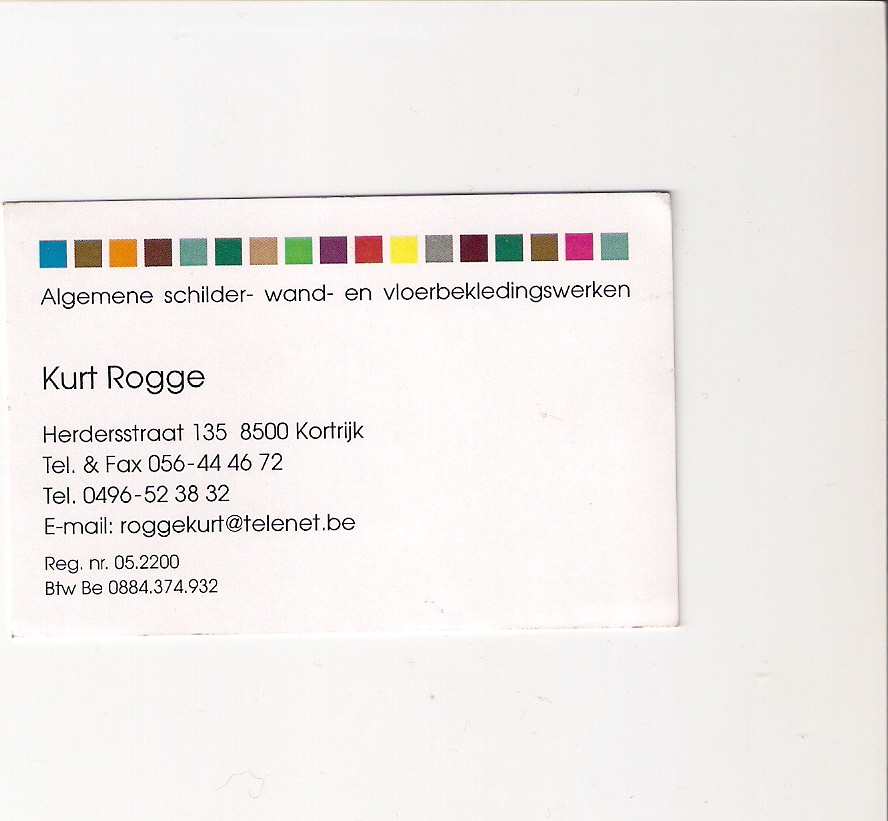 Algemene schilder- wand- en vloerbekledingswerken
Kurt Rogge
Herdersstraat 135 8500 Kortrijk
Tel. & Fax 056-44 46 72
Tel. 0496-52 38 32
E-mail: roggekurt@telenet.be
Reg. nr. 05.2200
Btw Be 0884.374.932